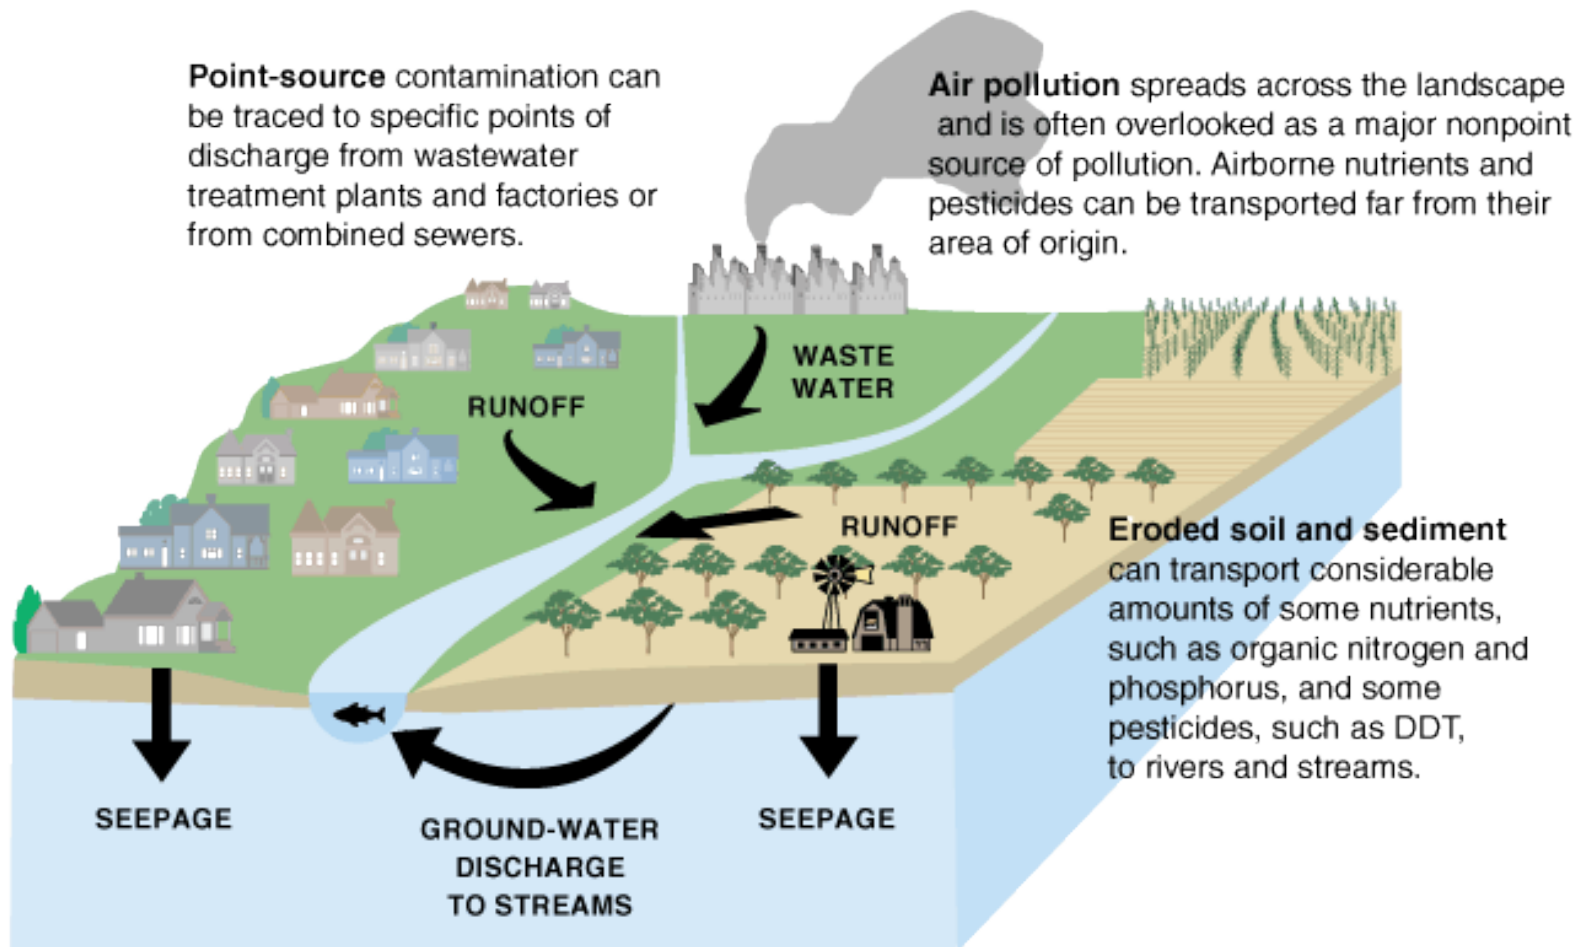 Point-source contamination can
be traced to specific points of
discharge from wastewater
treatment plants and factories or
from combined sewers.
Air pollution spreads across the landscape
and is often overlooked as a major nonpoint
source of pollution. Airborne nutrients and
pesticides can be transported far from their
area of origin.
WASTE
WATER
RUNOFF
RUNOFF
Eroded soil and sediment
can transport considerable
amounts of some nutrients,
such as organic nitrogen and
phosphorus, and some
pesticides, such as DDT,
to rivers and streams.
SEEPAGE
GROUND-WATER
DISCHARGE
TO STREAMS
SEEPAGE